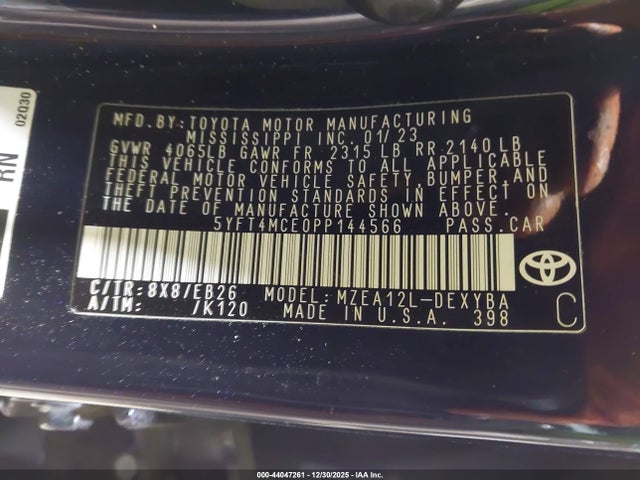 02Q30
RN
MFD.BY:TOYOTA MOTOR MANUFACTURING
MISSISSIPPI INC. 01/23
GVWR 4065LB GAWR FR 2315LB RR 2140LB
THIS VEHICLE CONFORMS TO ALL APPLICABLE
FEDERAL MOTOR VEHICLE SAFETY, BUMPER, AND
THEFT PREVENTION STANDARDS IN EFFECT ON
THE DATE OF MANUFACTURE SHOWN ABOVE.
5YFT4MCE0PP144566 PASS.CAR
C/TR:8X8/EB26 MODEL:MZEA12L-DEXYBA
A/TM: /K120 MADE IN U.S.A. 398
C
000-44047261 - 12/30/2025 - IAA Inc.